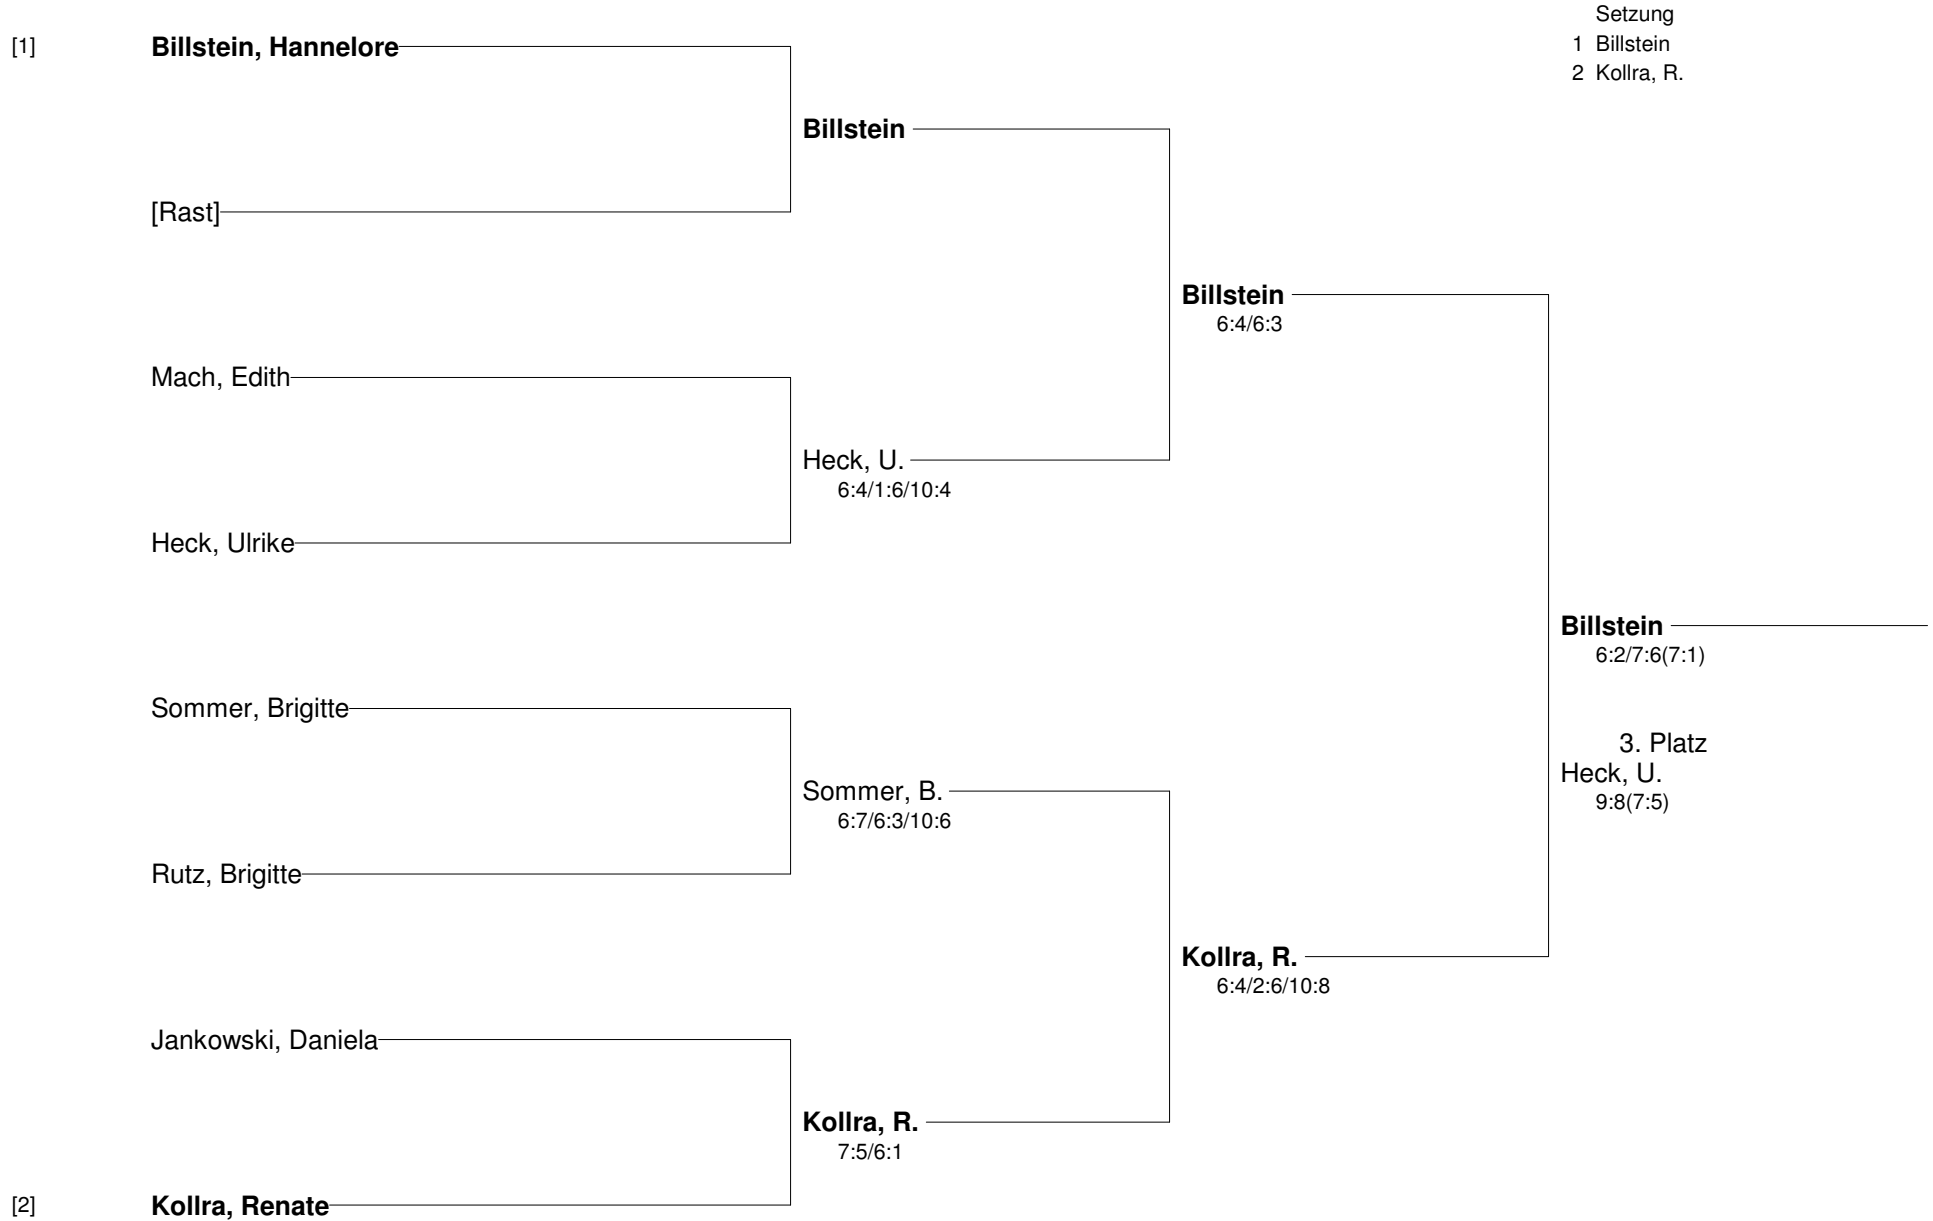 Setzung
[1] Billstein, Hannelore
1 Billstein
2 Kollra, R.
Billstein
[Rast]
Billstein
6:4/6:3
Mach, Edith
Heck, U.
6:4/1:6/10:4
Heck, Ulrike
Billstein
6:2/7:6(7:1)
Sommer, Brigitte
3. Platz
Heck, U.
9:8(7:5)
Sommer, B.
6:7/6:3/10:6
Rutz, Brigitte
Kollra, R.
6:4/2:6/10:8
Jankowski, Daniela
Kollra, R.
7:5/6:1
[2] Kollra, Renate